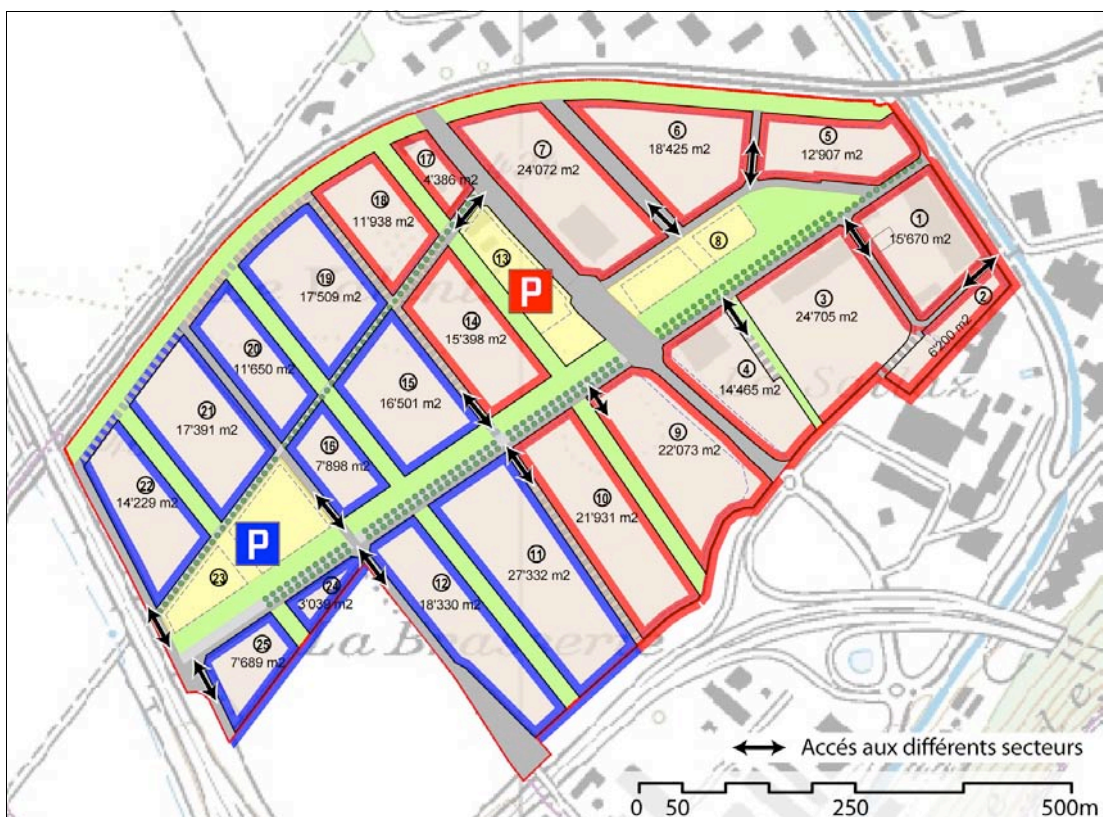 5
12'907 m2
6
18'425 m2
7
24'072 m2
17
4'386 m2
18
11'938 m2
1
15'670 m2
8
13
P
2
6'200 m2
3
24'705 m2
19
17'509 m2
14
15'398 m2
20
11'650 m2
15
16'501 m2
4
14'465 m2
21
17'391 m2
16
7'898 m2
9
22'073 m2
22
14'229 m2
10
21'931 m2
P
11
27'332 m2
23
12
18'330 m2
24
3'039 m2
25
7'689 m2
La Brasserie
Accés aux différents secteurs
0 50 250 500m